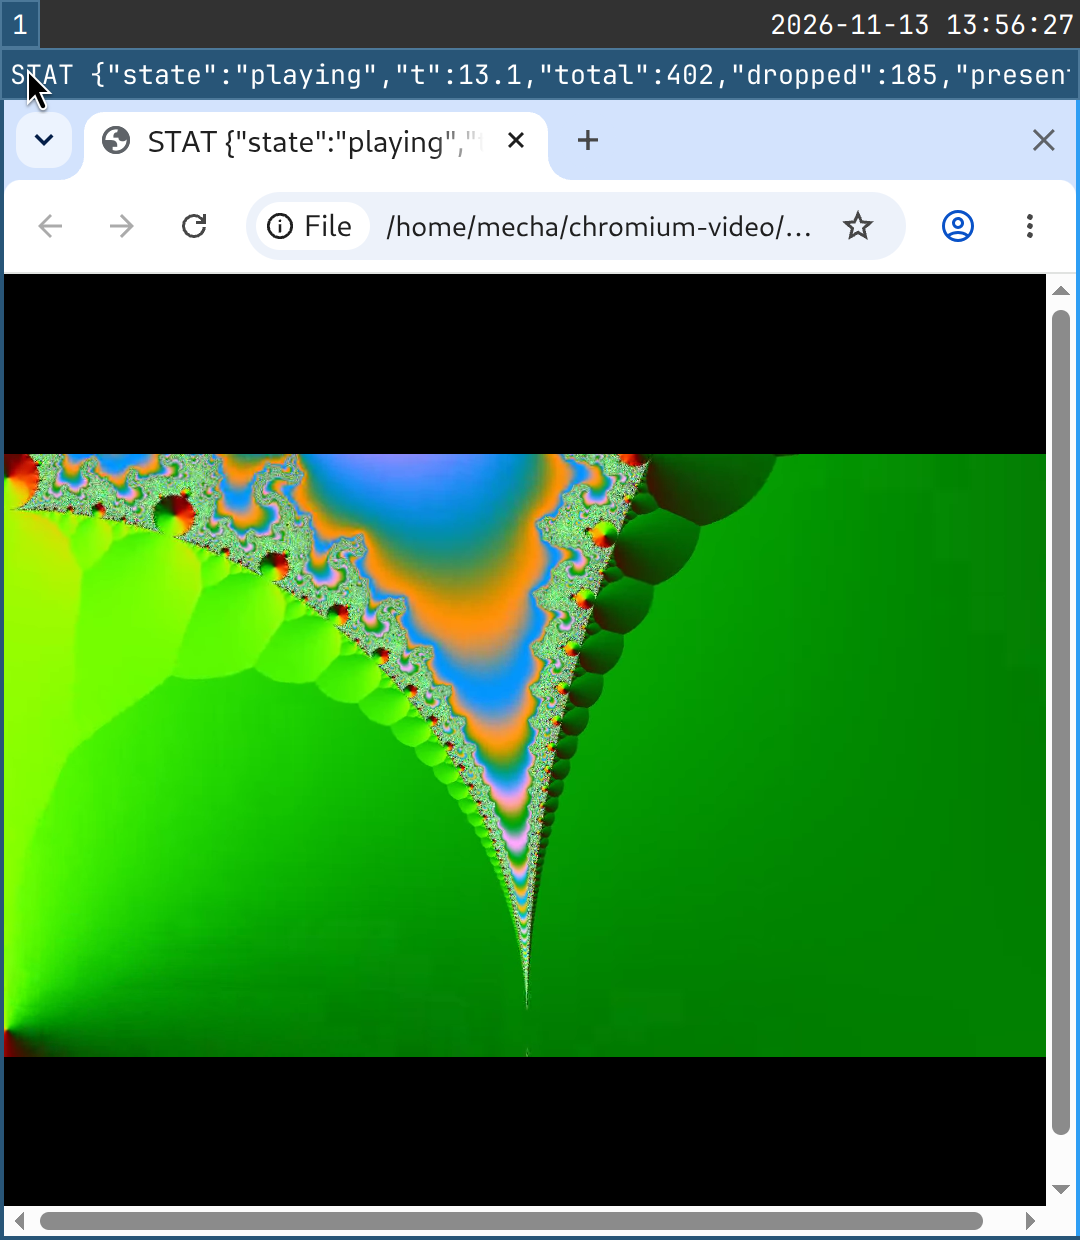 1
2026-11-13 13:56:27
STAT {"state":"playing","t":13.1,"total":402,"dropped":185,"presen
STAT {"state":"playing","
File /home/mecha/chromium-video/...